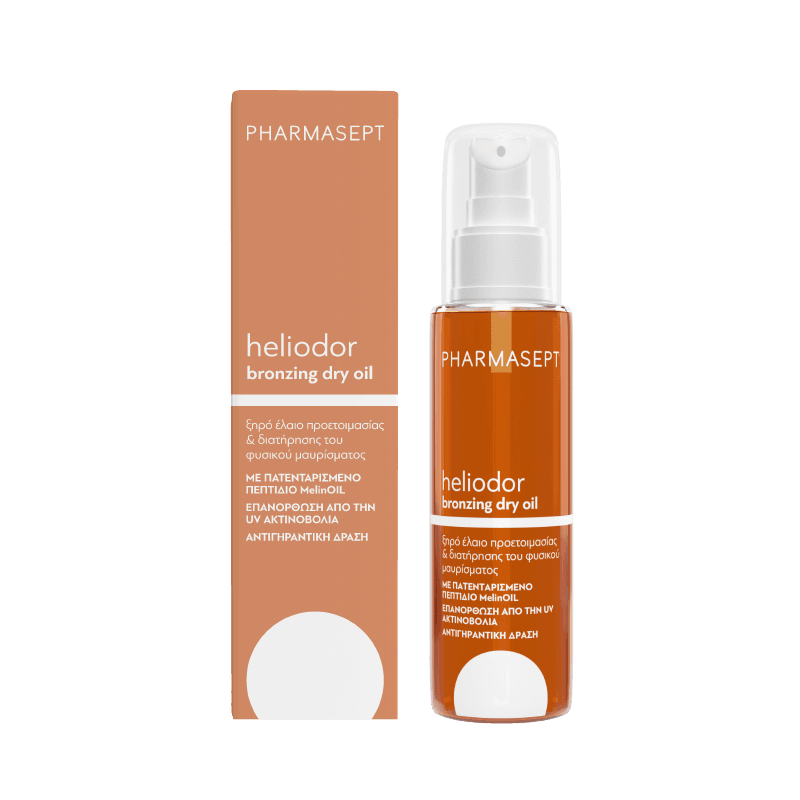 PHARMASEPT
heliodor
bronzing dry oil
ξηρό έλαιο προετοιμασίας
& διατήρησης του
φυσικού μαυρίσματος
ΜΕ ΠΑΤΕΝΤΑΡΙΣΜΕΝΟ
ΠΕΠΤΙΔΙΟ MelinOIL
ΕΠΑΝΟΡΘΩΣΗ ΑΠΟ ΤΗΝ
UV ΑΚΤΙΝΟΒΟΛΙΑ
ΑΝΤΙΓΗΡΑΝΤΙΚΗ ΔΡΑΣΗ
PHARMASEPT
heliodor
bronzing dry oil
ξηρό έλαιο προετοιμασίας
& διατήρησης του φυσικού
μαυρίσματος
ΜΕ ΠΑΤΕΝΤΑΡΙΣΜΕΝΟ
ΠΕΠΤΙΔΙΟ MelinOIL
ΕΠΑΝΟΡΘΩΣΗ ΑΠΟ ΤΗΝ UV
ΑΚΤΙΝΟΒΟΛΙΑ
ΑΝΤΙΓΗΡΑΝΤΙΚΗ ΔΡΑΣΗ